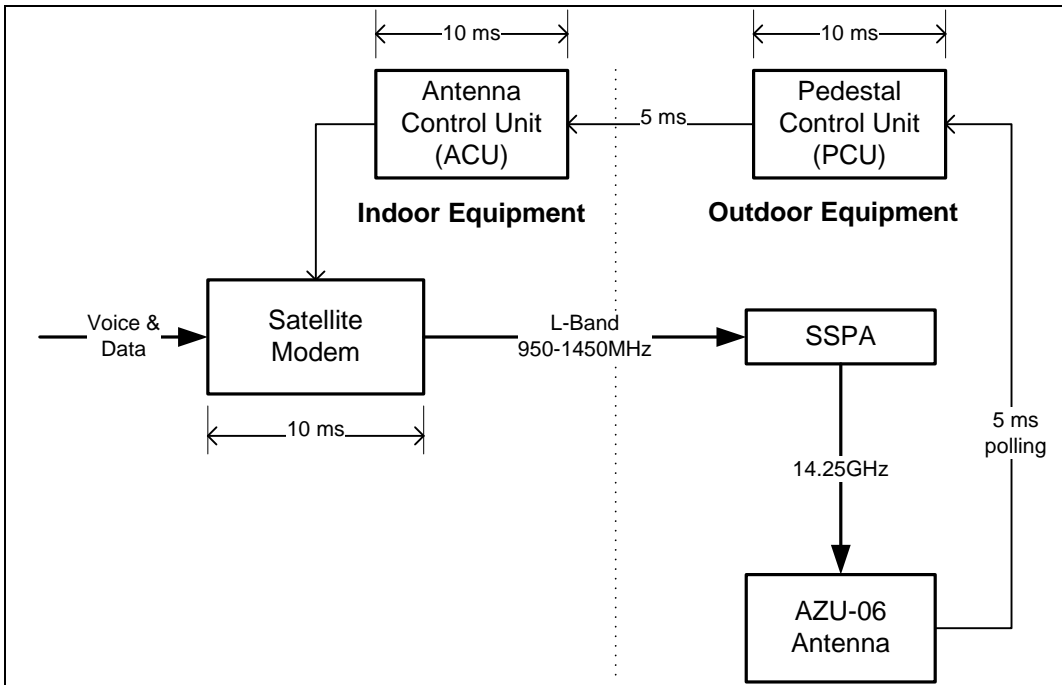 10 ms
10 ms
Antenna
Control Unit
(ACU)
5 ms
Pedestal
Control Unit
(PCU)
Indoor Equipment
Outdoor Equipment
Voice &
Data
Satellite
Modem
L-Band
950-1450MHz
SSPA
10 ms
5 ms
polling
14.25GHz
AZU-06
Antenna